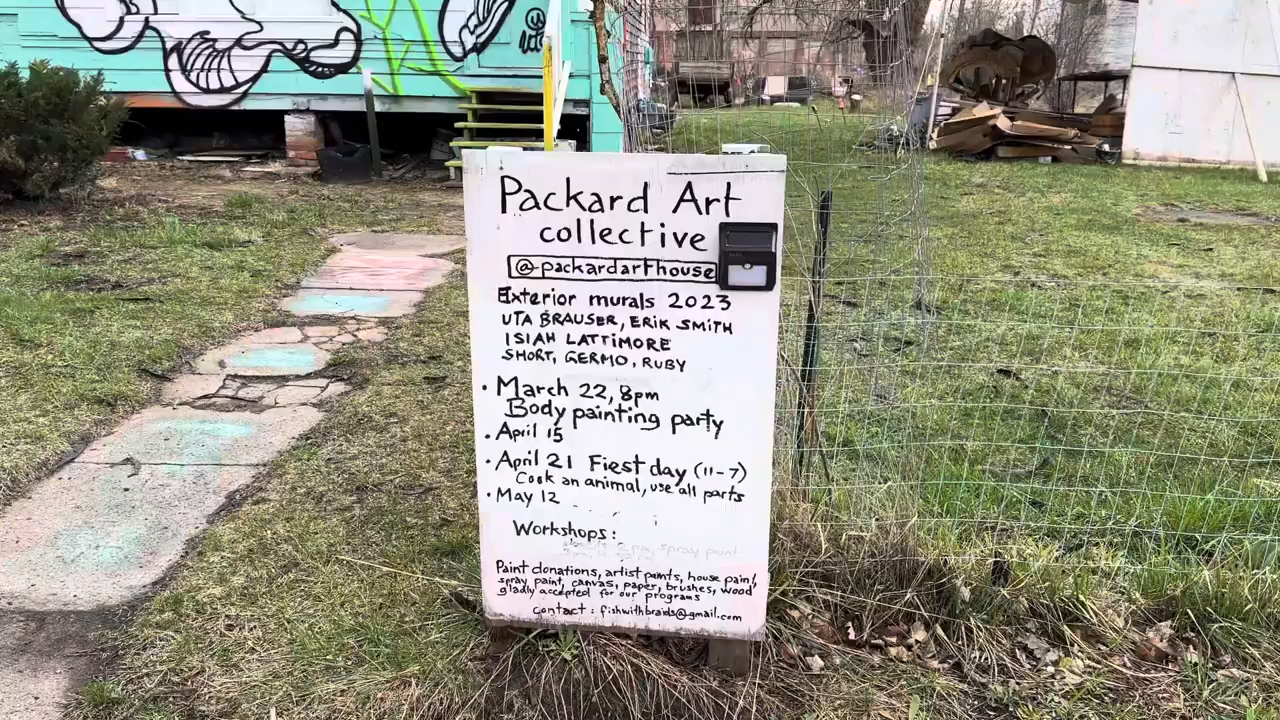 Packard Art
collective
@packardarthouse
Exterior murals 2023
UTA BRAUSER, ERIK SMITH
ISIAH LATTIMORE
SHORT, GERMO, RUBY
• March 22, 8pm
Body painting party
• April 15
• April 21 Fiest day (11-7)
Cook an animal, use all parts
• May 12
Workshops:
spray paint
Paint donations, artist paints, house paint,
spray paint, canvas, paper, brushes, wood
gladly accepted for our programs
contact: fishwithbraids@gmail.com